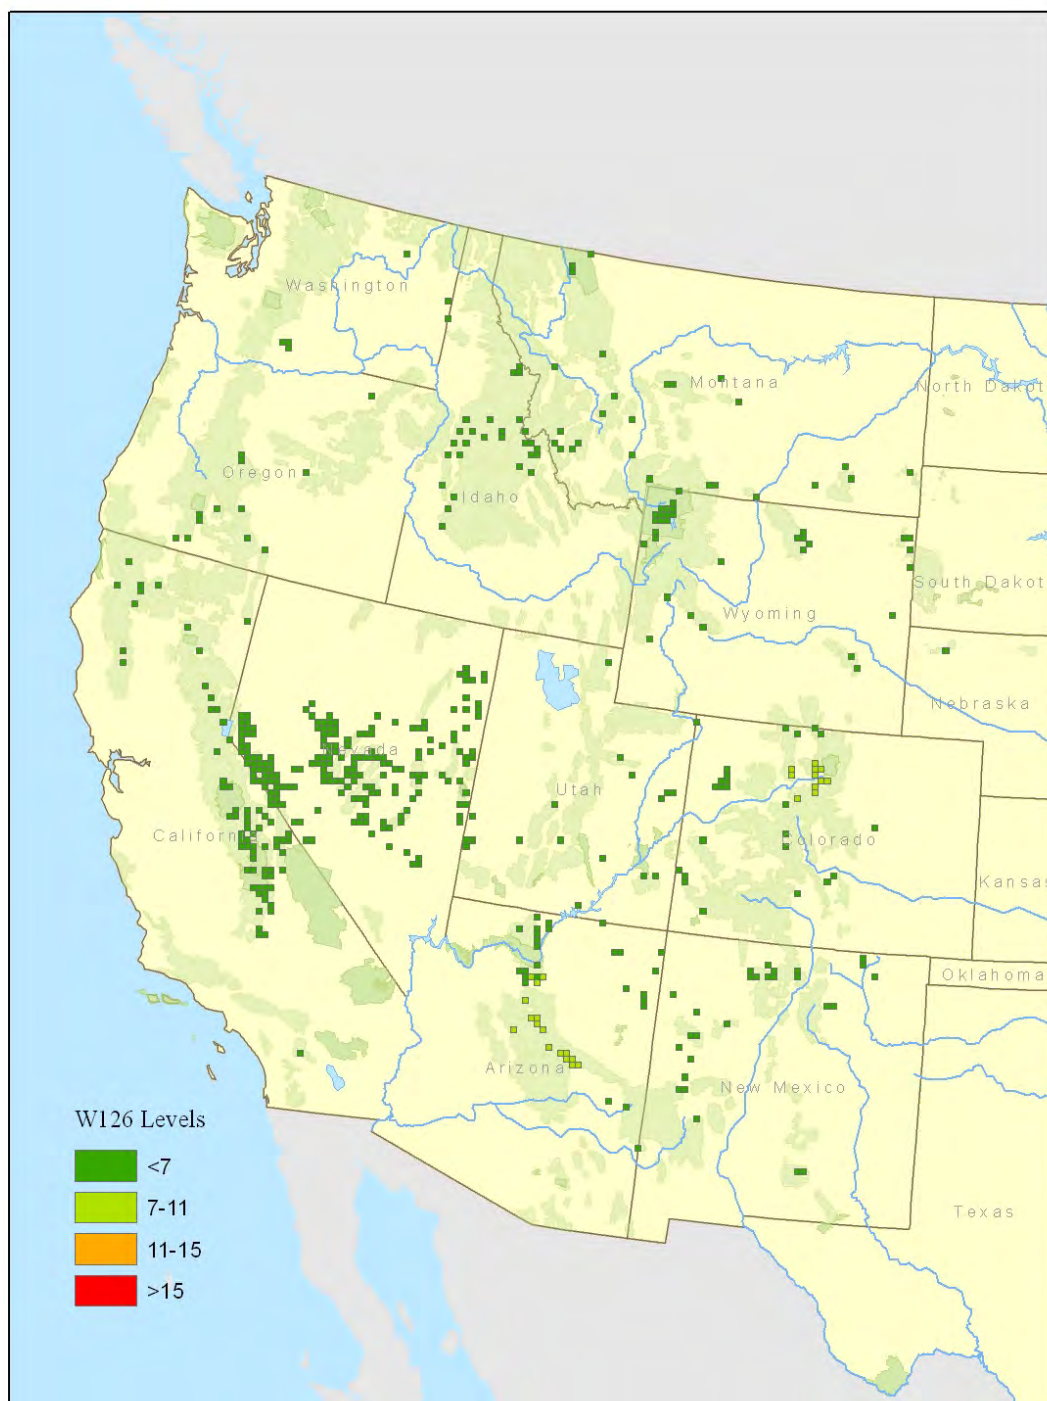 Washington
Montana
North Dakot
Oregon
Idaho
South Dakot
Wyoming
Nebraska
Nevada
Utah
California
Colorado
Kansas
Oklahoma
Arizona
New Mexico
Texas
W126 Levels
<7
7-11
11-15
>15